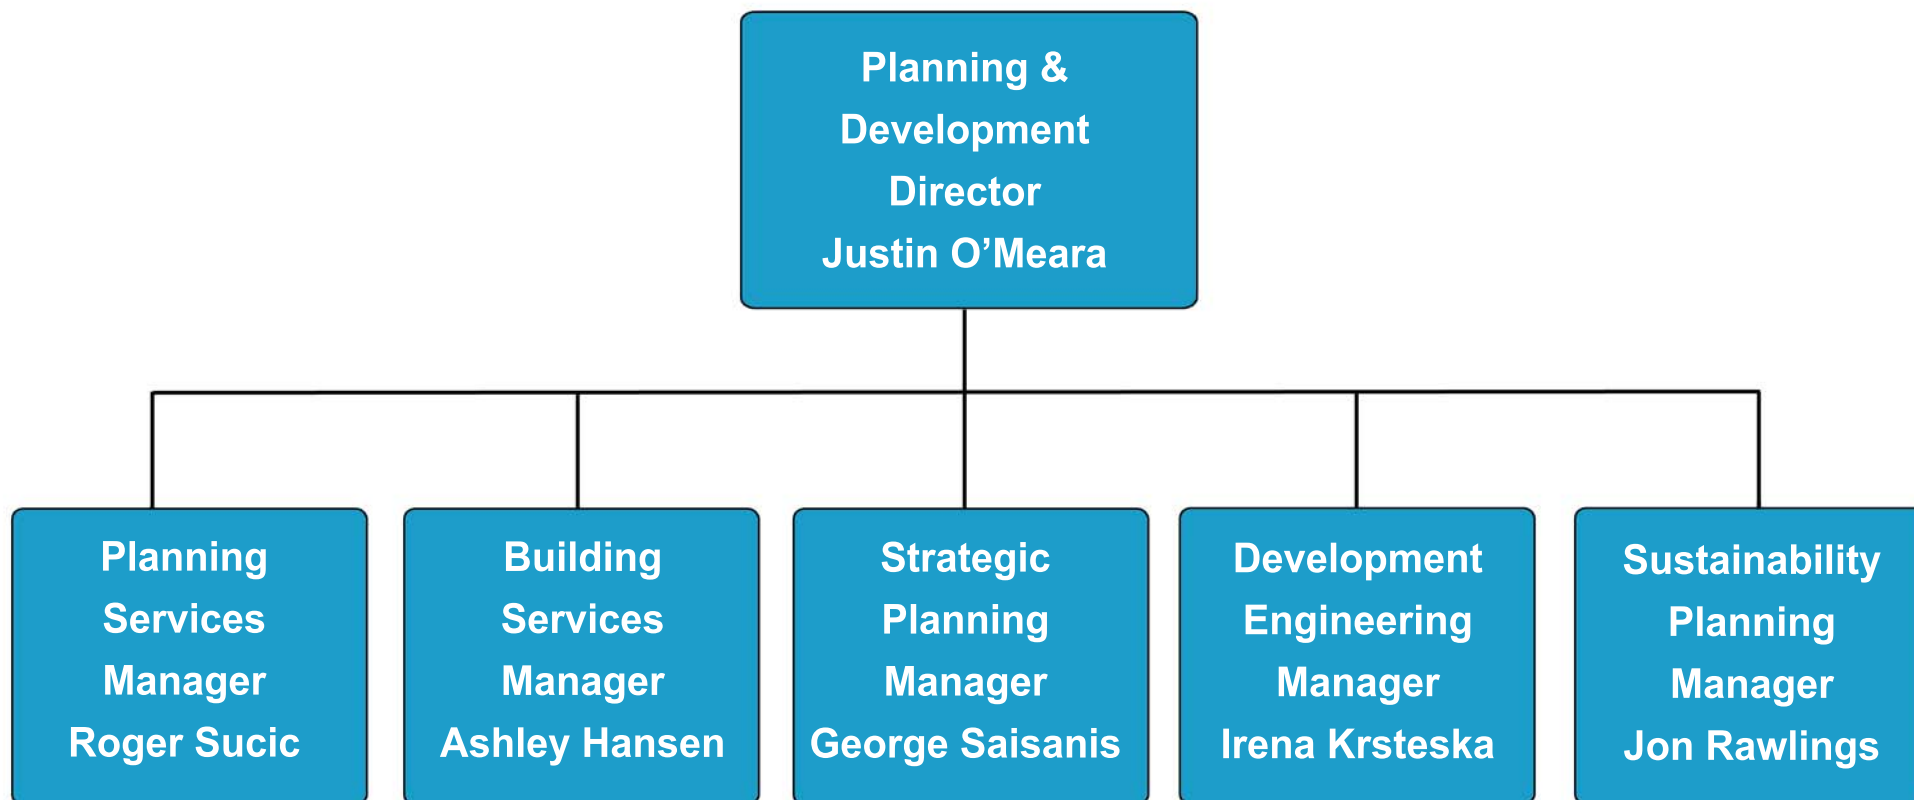 Planning &
Development
Director
Justin O’Meara
Planning
Services
Manager
Roger Sucic
Building
Services
Manager
Ashley Hansen
Strategic
Planning
Manager
George Saisanis
Development
Engineering
Manager
Irena Krsteska
Sustainability
Planning
Manager
Jon Rawlings